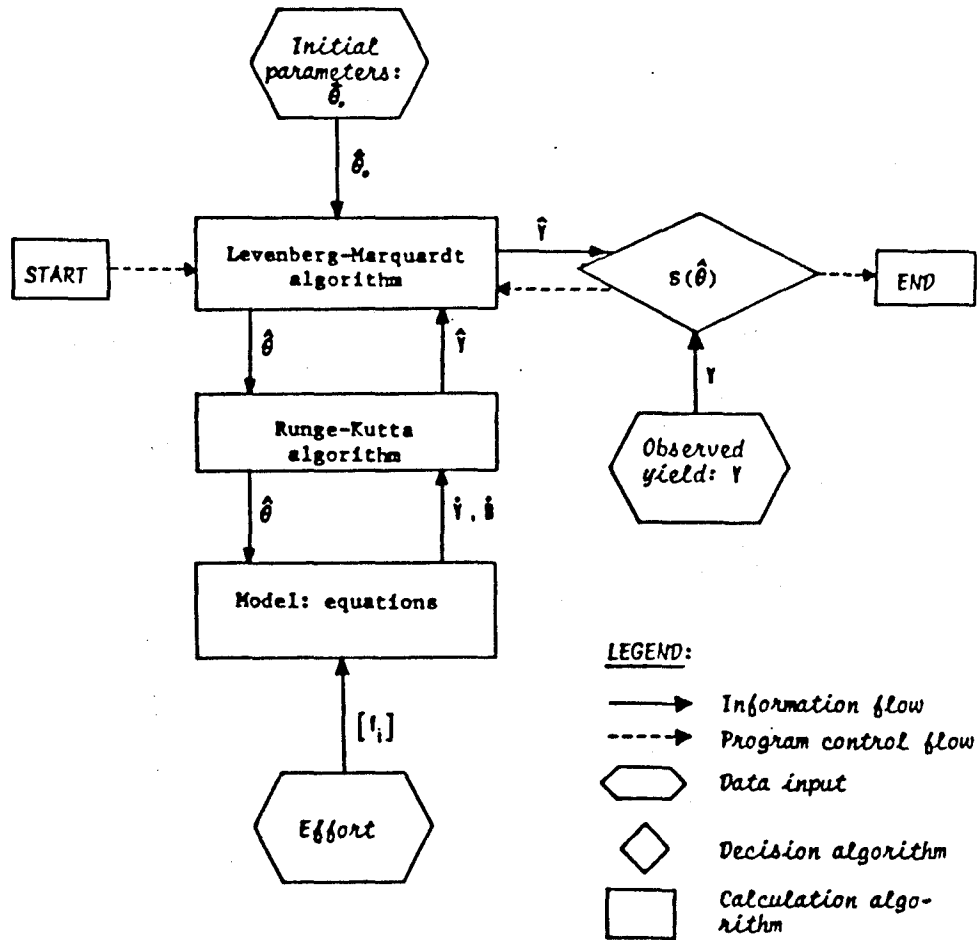 Initial
parameters:
θ̂₀
θ̂₀
START
Levenberg-Marquardt
algorithm
Ŷ
S(θ̂)
END
θ̂
Ŷ
Y
Runge-Kutta
algorithm
Observed
yield: Y
θ̂
Ẏ, Ḃ
Model: equations
[fᵢ]
Effort
LEGEND:
Information flow
Program control flow
Data input
Decision algorithm
Calculation algo-
rithm